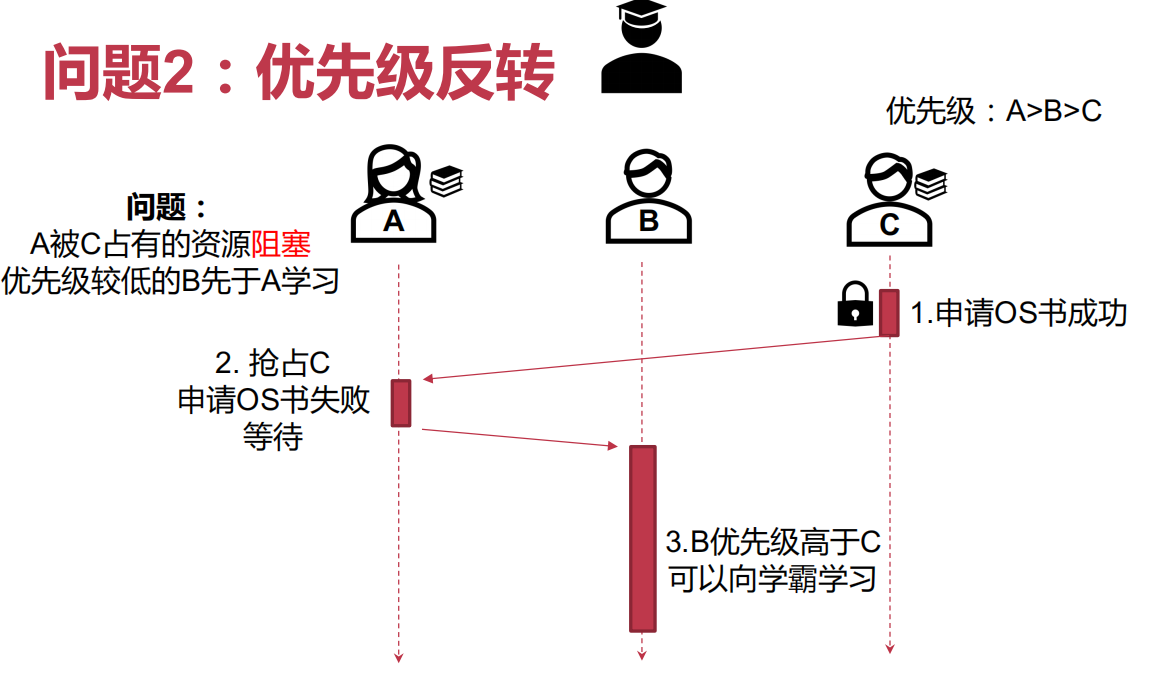 问题2：优先级反转
优先级：A>B>C
问题：
A被C占有的资源阻塞
优先级较低的B先于A学习
A
B
C
1.申请OS书成功
2. 抢占C
申请OS书失败
等待
3.B优先级高于C
可以向学霸学习